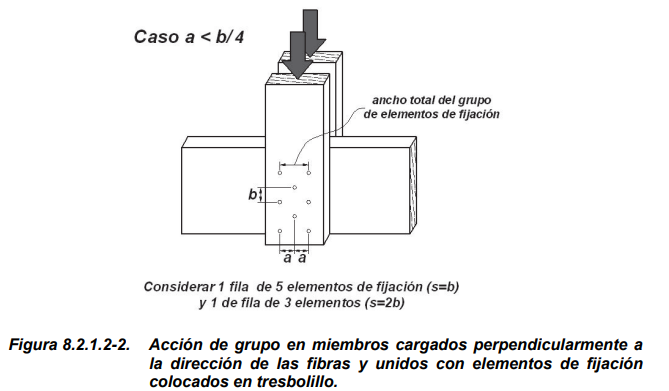 Caso a < b/4
ancho total del grupo
de elementos de fijación
b
a a
Considerar 1 fila de 5 elementos de fijación (s=b)
y 1 de fila de 3 elementos (s=2b)
Figura 8.2.1.2-2. Acción de grupo en miembros cargados perpendicularmente a
la dirección de las fibras y unidos con elementos de fijación
colocados en tresbolillo.